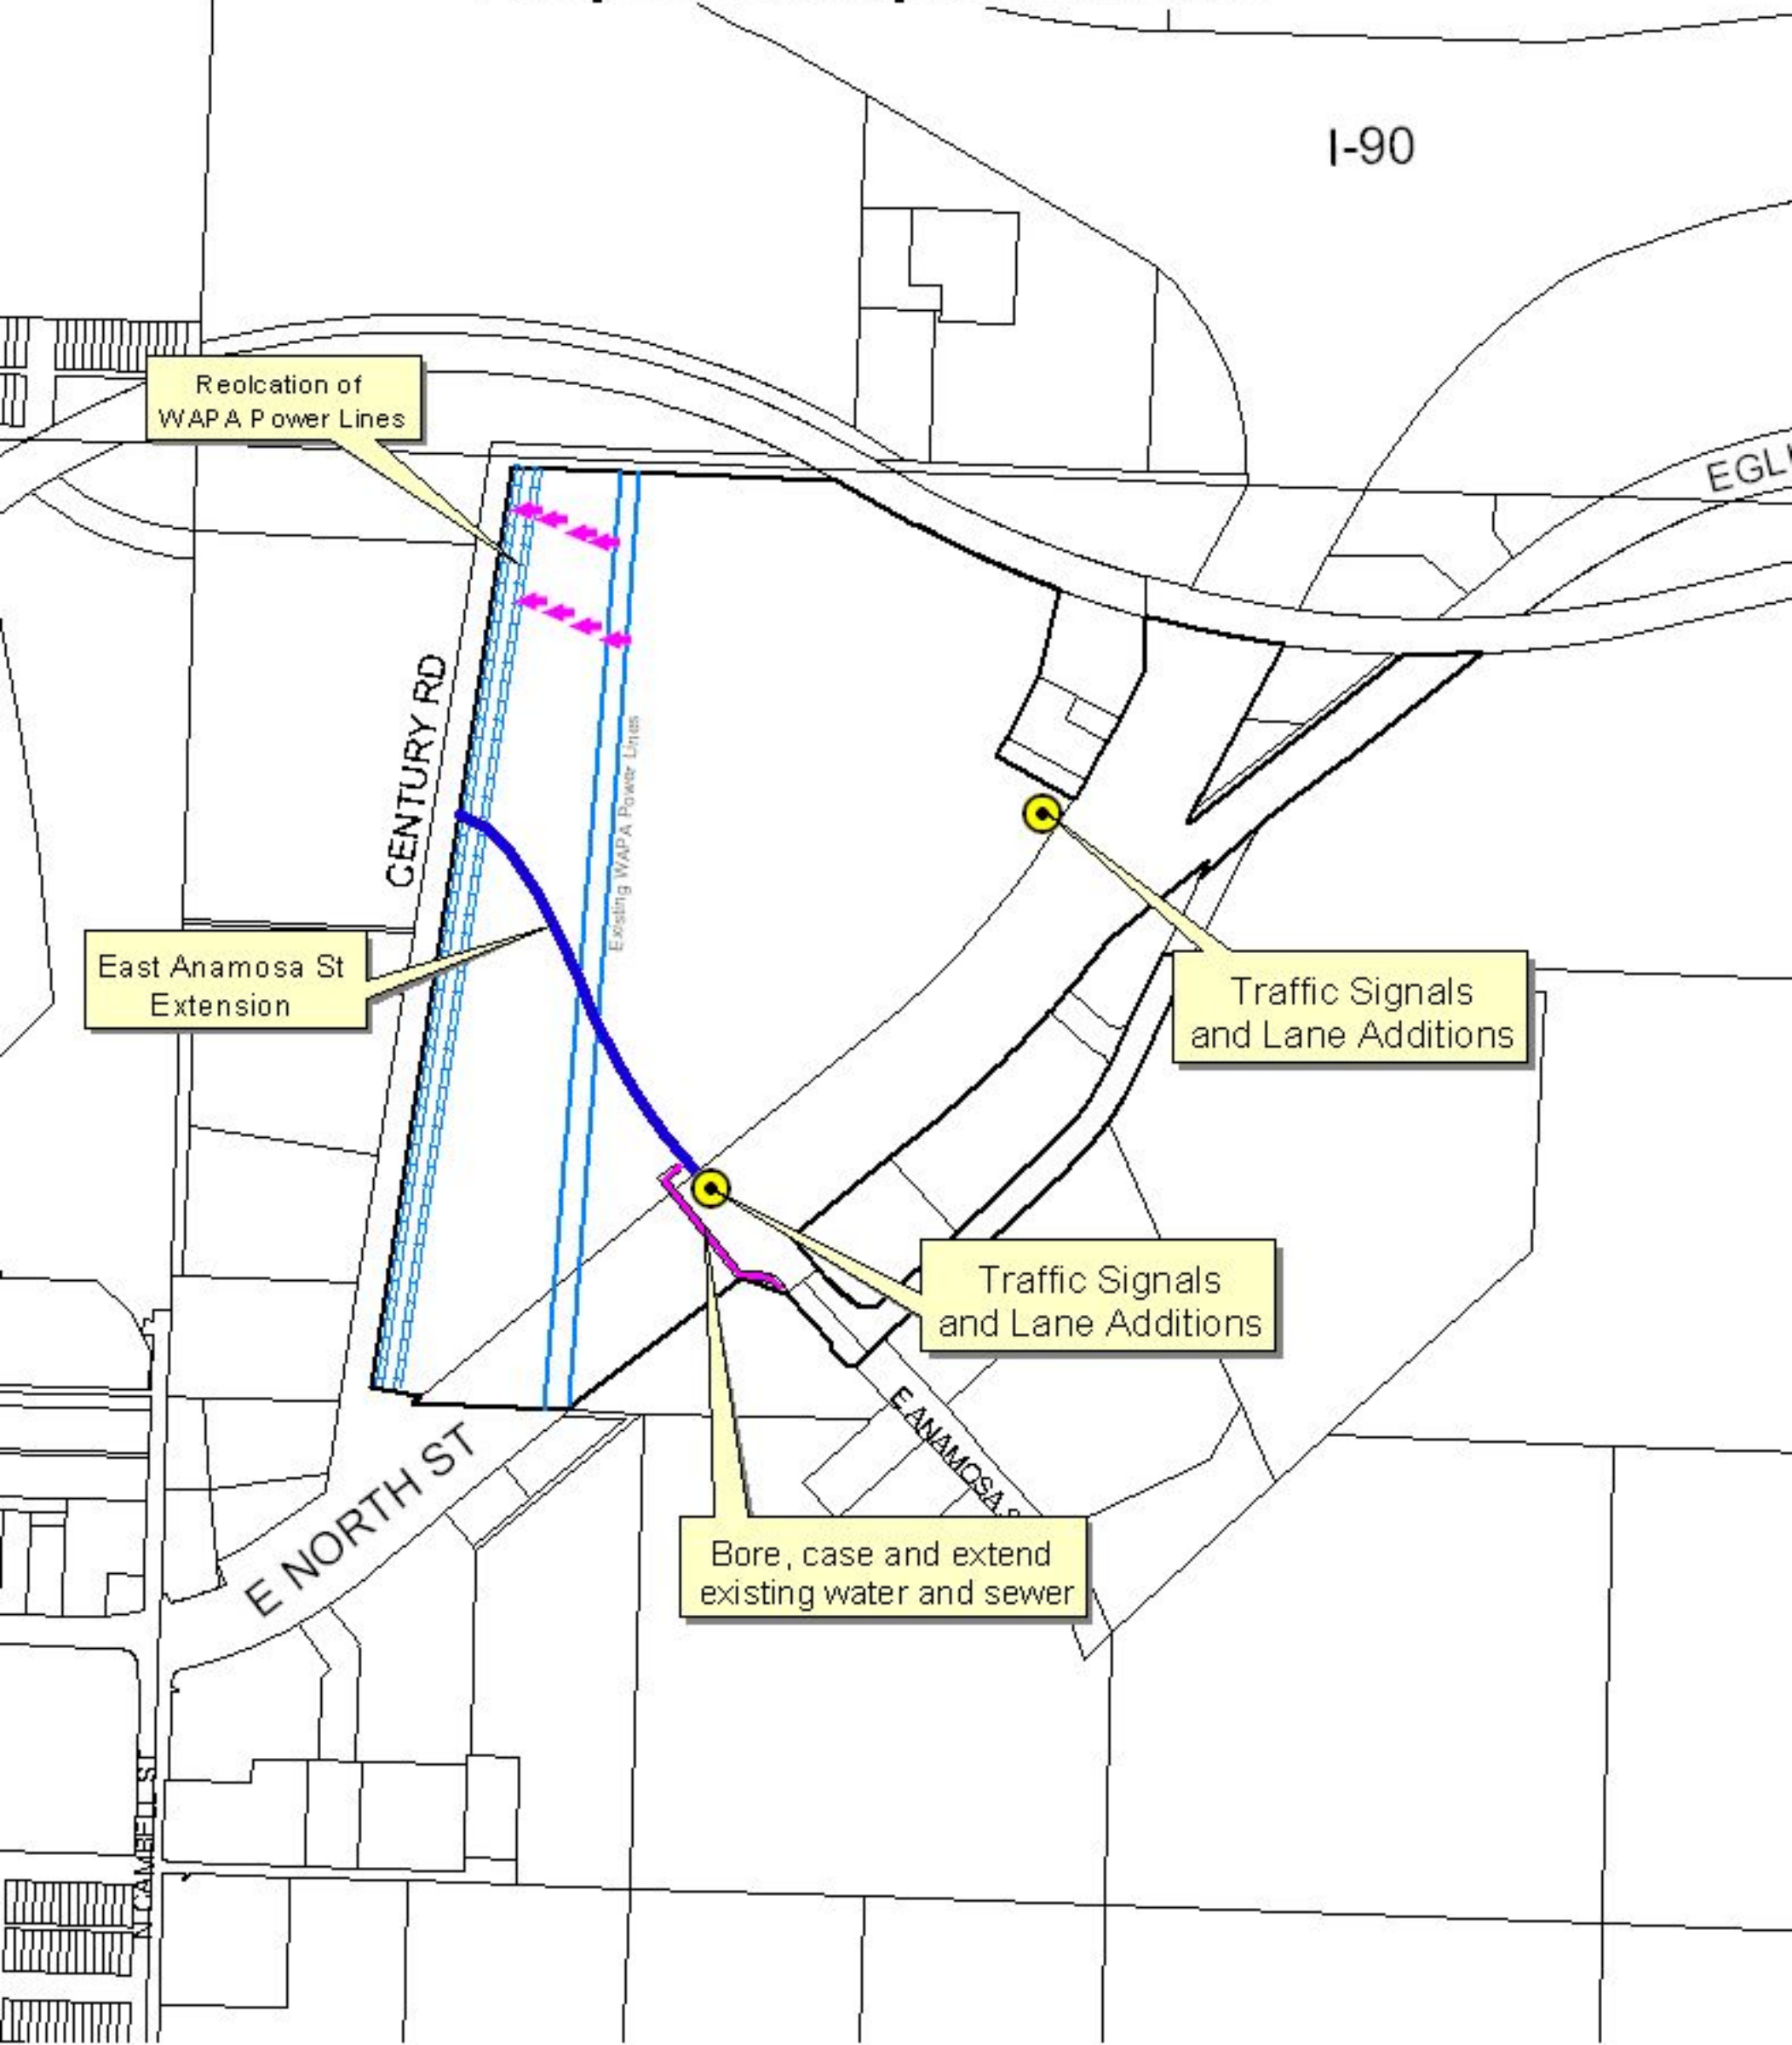 I-90
EGLI
Reolcation of
WAPA Power Lines
CENTURY RD
Existing WAPA Power Lines
East Anamosa St
Extension
Traffic Signals
and Lane Additions
Traffic Signals
and Lane Additions
E ANAMOSA S
E NORTH ST
Bore, case and extend
existing water and sewer
N CAMBELL ST